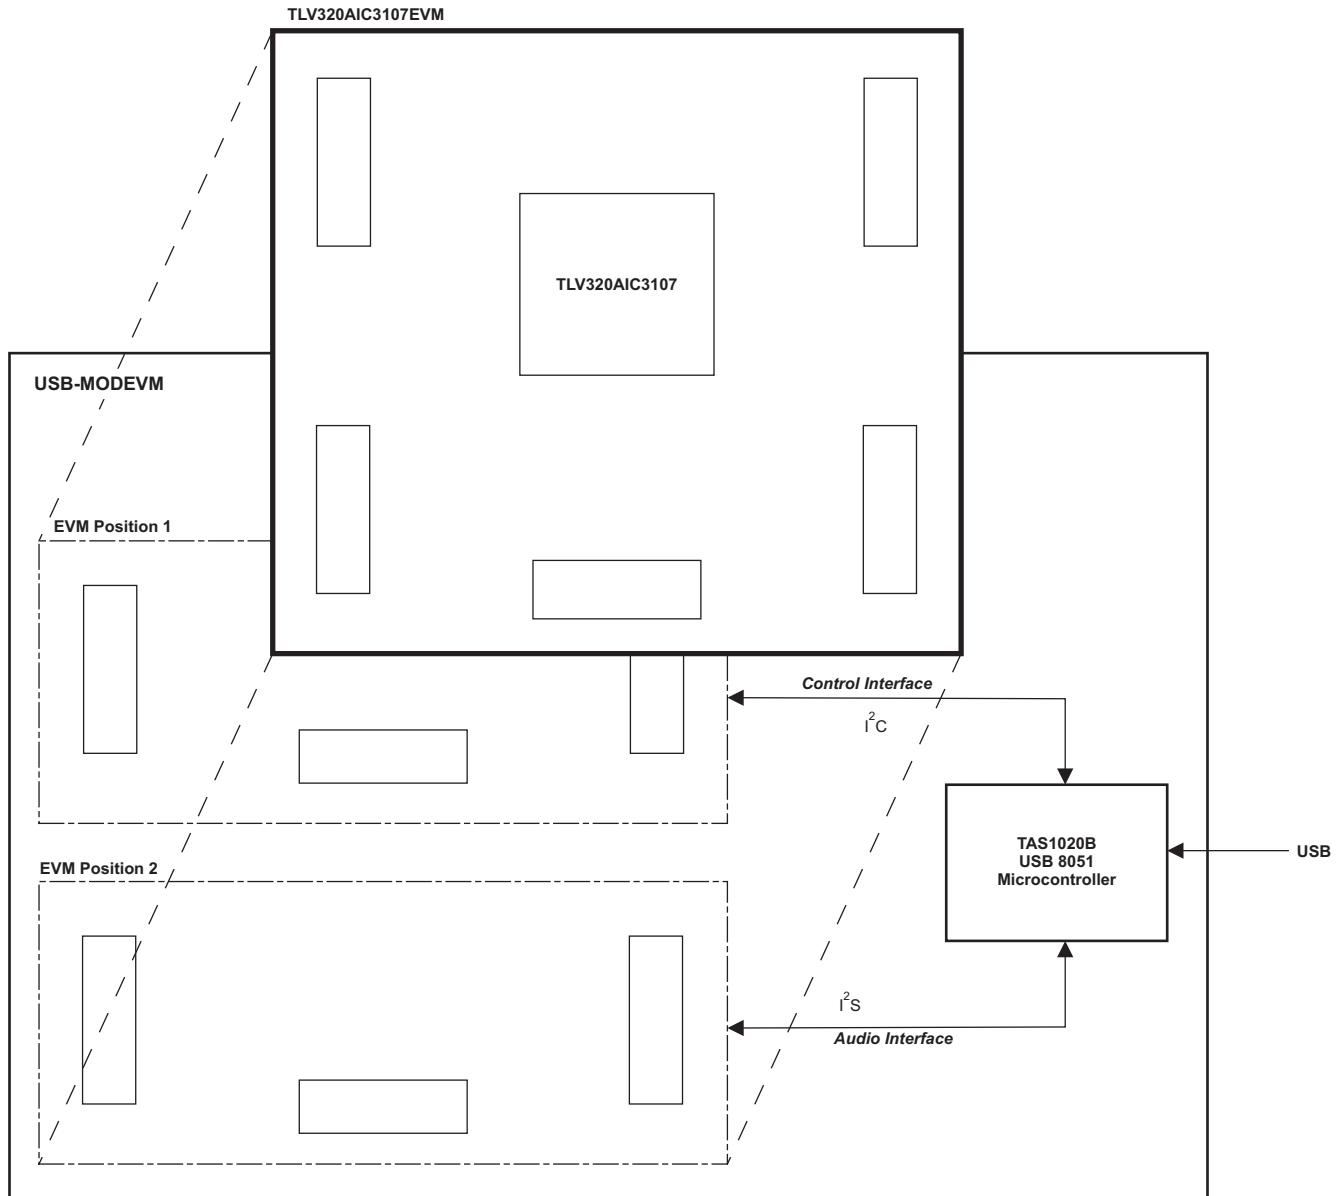 TLV320AIC3107EVM
TLV320AIC3107
USB-MODEVM
EVM Position 1
Control Interface
I²C
TAS1020B
USB 8051
Microcontroller
USB
EVM Position 2
I²S
Audio Interface